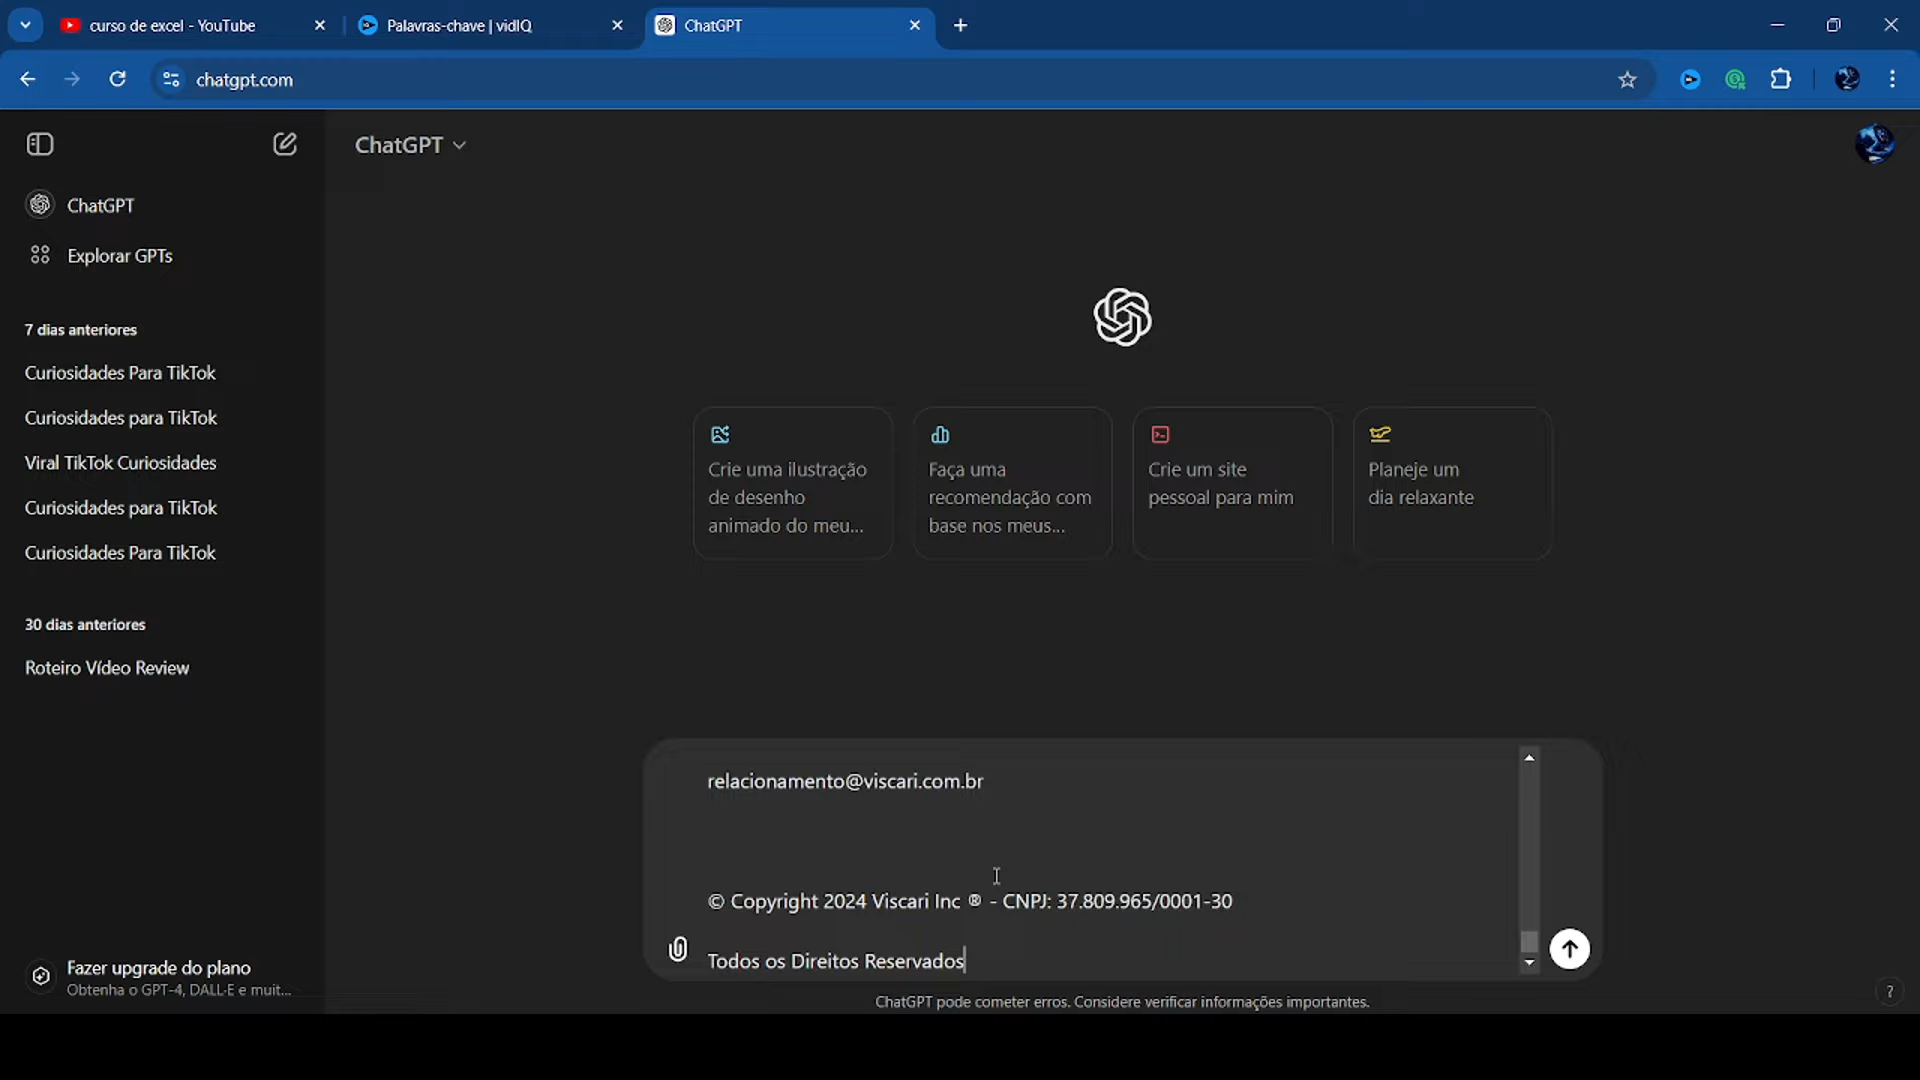 curso de excel - YouTube
Palavras-chave | vidIQ
ChatGPT
chatgpt.com
ChatGPT
ChatGPT
Explorar GPTs
7 dias anteriores
Curiosidades Para TikTok
Curiosidades para TikTok
Viral TikTok Curiosidades
Curiosidades para TikTok
Curiosidades Para TikTok
30 dias anteriores
Roteiro Vídeo Review
Fazer upgrade do plano
Obtenha o GPT-4, DALL·E e muit...
Crie uma ilustração
de desenho
animado do meu...
Faça uma
recomendação com
base nos meus...
Crie um site
pessoal para mim
Planeje um
dia relaxante
relacionamento@viscari.com.br
© Copyright 2024 Viscari Inc ® - CNPJ: 37.809.965/0001-30
Todos os Direitos Reservados
ChatGPT pode cometer erros. Considere verificar informações importantes.
?